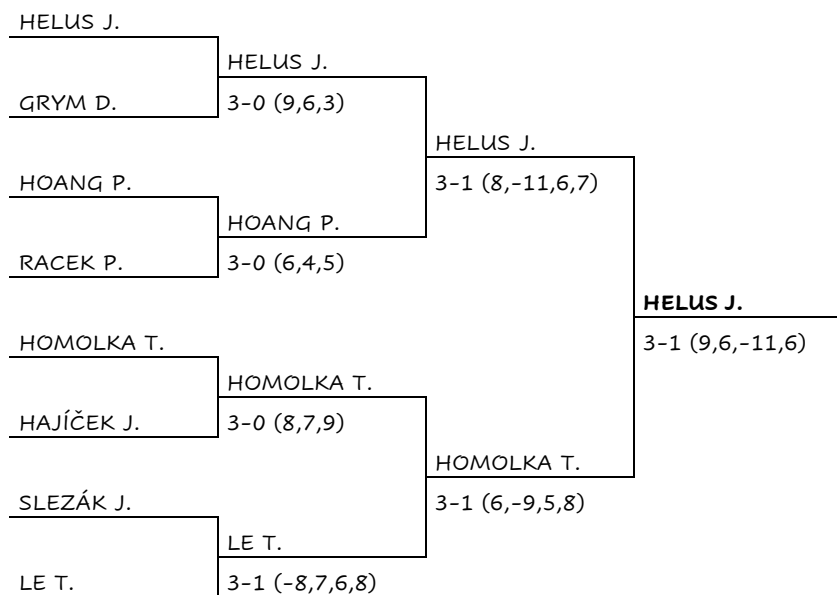 HELUS J.
HELUS J.
GRYM D.
3-0 (9,6,3)
HELUS J.
HOANG P.
3-1 (8,-11,6,7)
HOANG P.
RACEK P.
3-0 (6,4,5)
HELUS J.
HOMOLKA T.
3-1 (9,6,-11,6)
HOMOLKA T.
HAJÍČEK J.
3-0 (8,7,9)
HOMOLKA T.
SLEZÁK J.
3-1 (6,-9,5,8)
LE T.
LE T.
3-1 (-8,7,6,8)